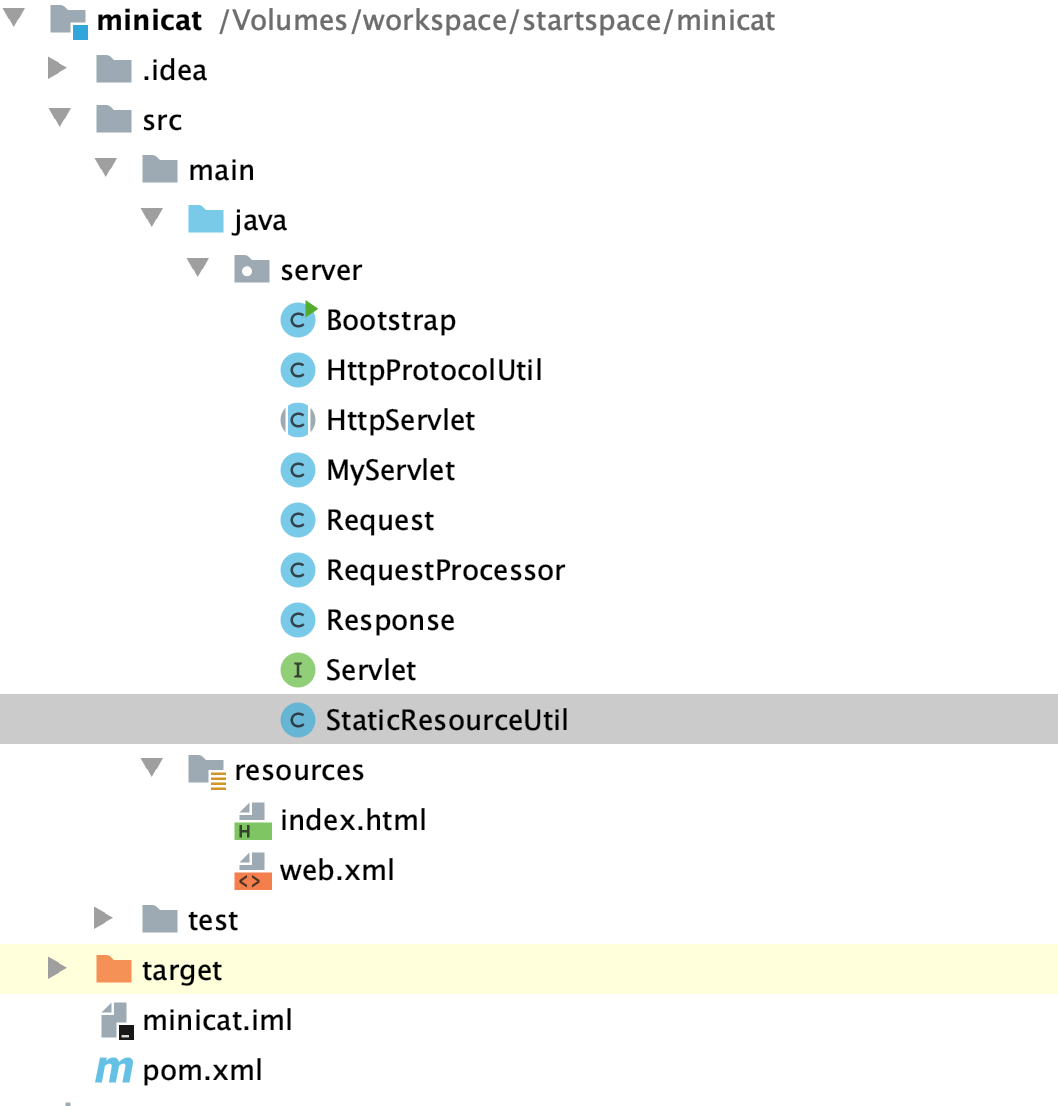 minicat /Volumes/workspace/startspace/minicat
.idea
src
main
java
server
C Bootstrap
C HttpProtocolUtil
C HttpServlet
C MyServlet
C Request
C RequestProcessor
C Response
I Servlet
C StaticResourceUtil
resources
H index.html
<> web.xml
test
target
minicat.iml
m pom.xml